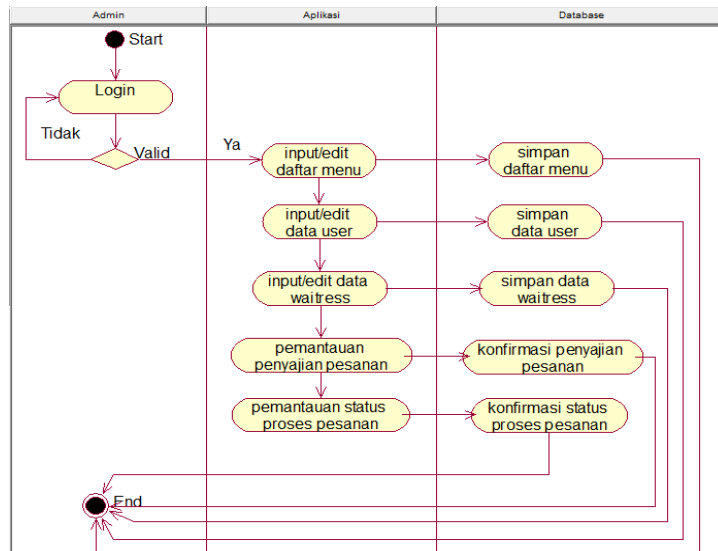 Admin
Aplikasi
Database
Start
Login
Tidak
Valid
Ya
input/edit
daftar menu
simpan
daftar menu
input/edit
data user
simpan
data user
input/edit data
waitress
simpan data
waitress
pemantauan
penyajian pesanan
konfirmasi penyajian
pesanan
pemantauan status
proses pesanan
konfirmasi status
proses pesanan
End